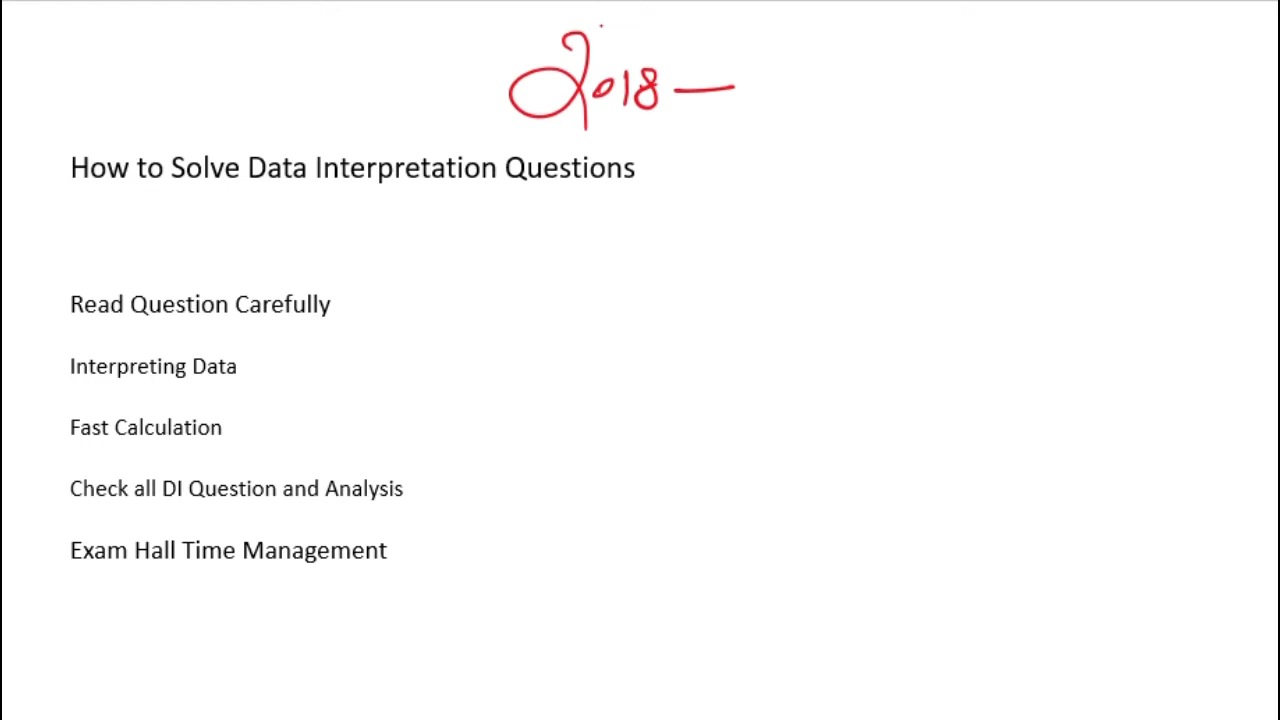 2018 —
How to Solve Data Interpretation Questions
Read Question Carefully
Interpreting Data
Fast Calculation
Check all DI Question and Analysis
Exam Hall Time Management